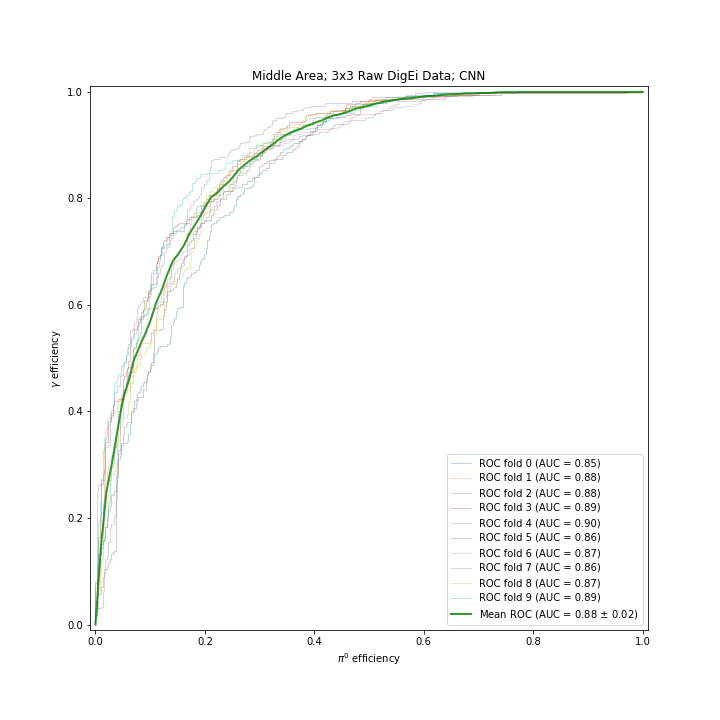 Middle Area; 3x3 Raw DigEi Data; CNN
1.0
0.8
0.6
0.4
0.2
0.0
γ efficiency
0.0 0.2 0.4 0.6 0.8 1.0
π⁰ efficiency
ROC fold 0 (AUC = 0.85)
ROC fold 1 (AUC = 0.88)
ROC fold 2 (AUC = 0.88)
ROC fold 3 (AUC = 0.89)
ROC fold 4 (AUC = 0.90)
ROC fold 5 (AUC = 0.86)
ROC fold 6 (AUC = 0.87)
ROC fold 7 (AUC = 0.86)
ROC fold 8 (AUC = 0.87)
ROC fold 9 (AUC = 0.89)
Mean ROC (AUC = 0.88 ± 0.02)